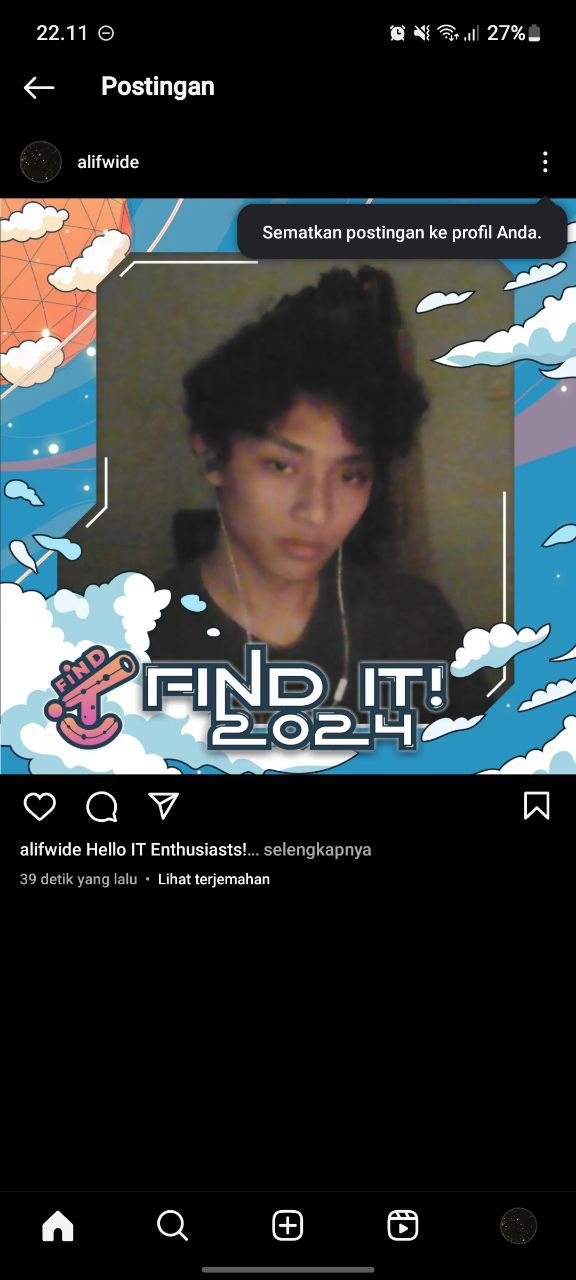 22.11
27%
Postingan
alifwide
Sematkan postingan ke profil Anda.
FIND
FIND IT!
2024
alifwide Hello IT Enthusiasts!... selengkapnya
39 detik yang lalu • Lihat terjemahan